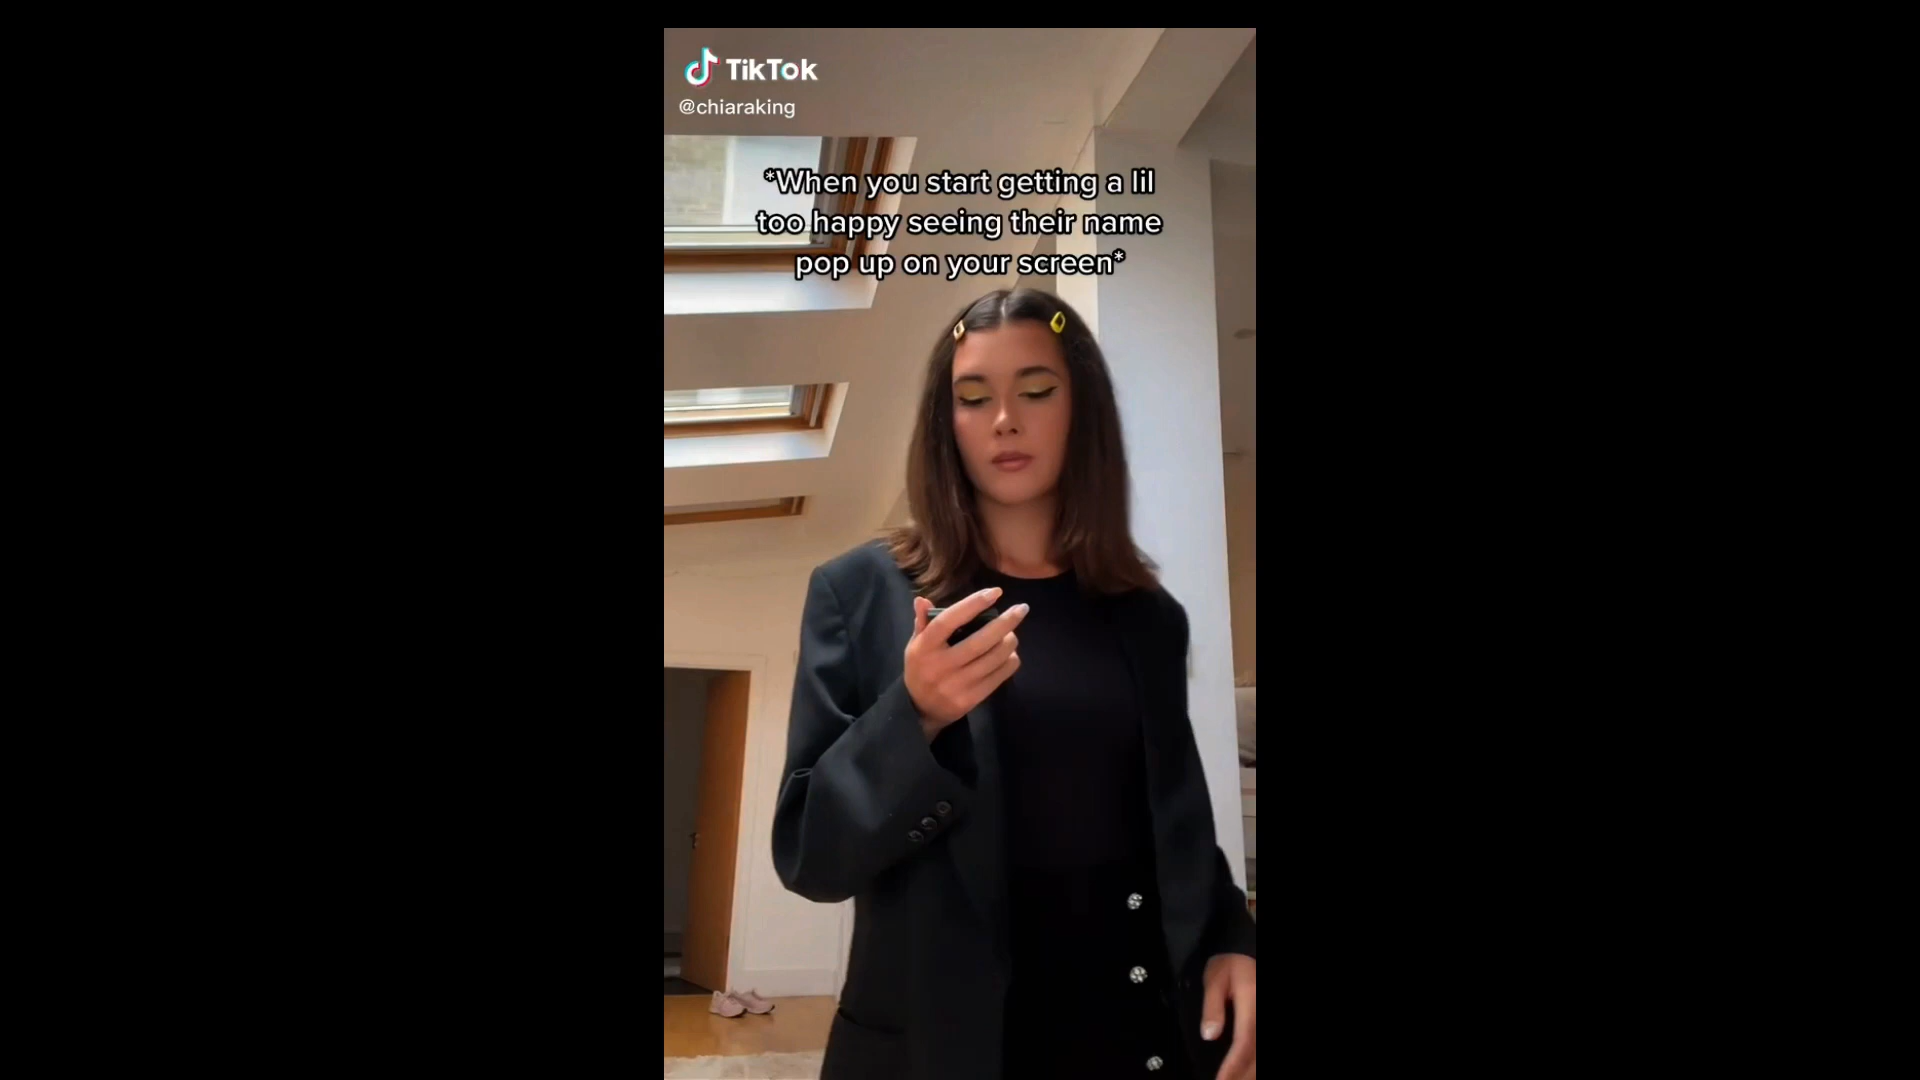 TikTok
@chiaraking
*When you start getting a lil
too happy seeing their name
pop up on your screen*